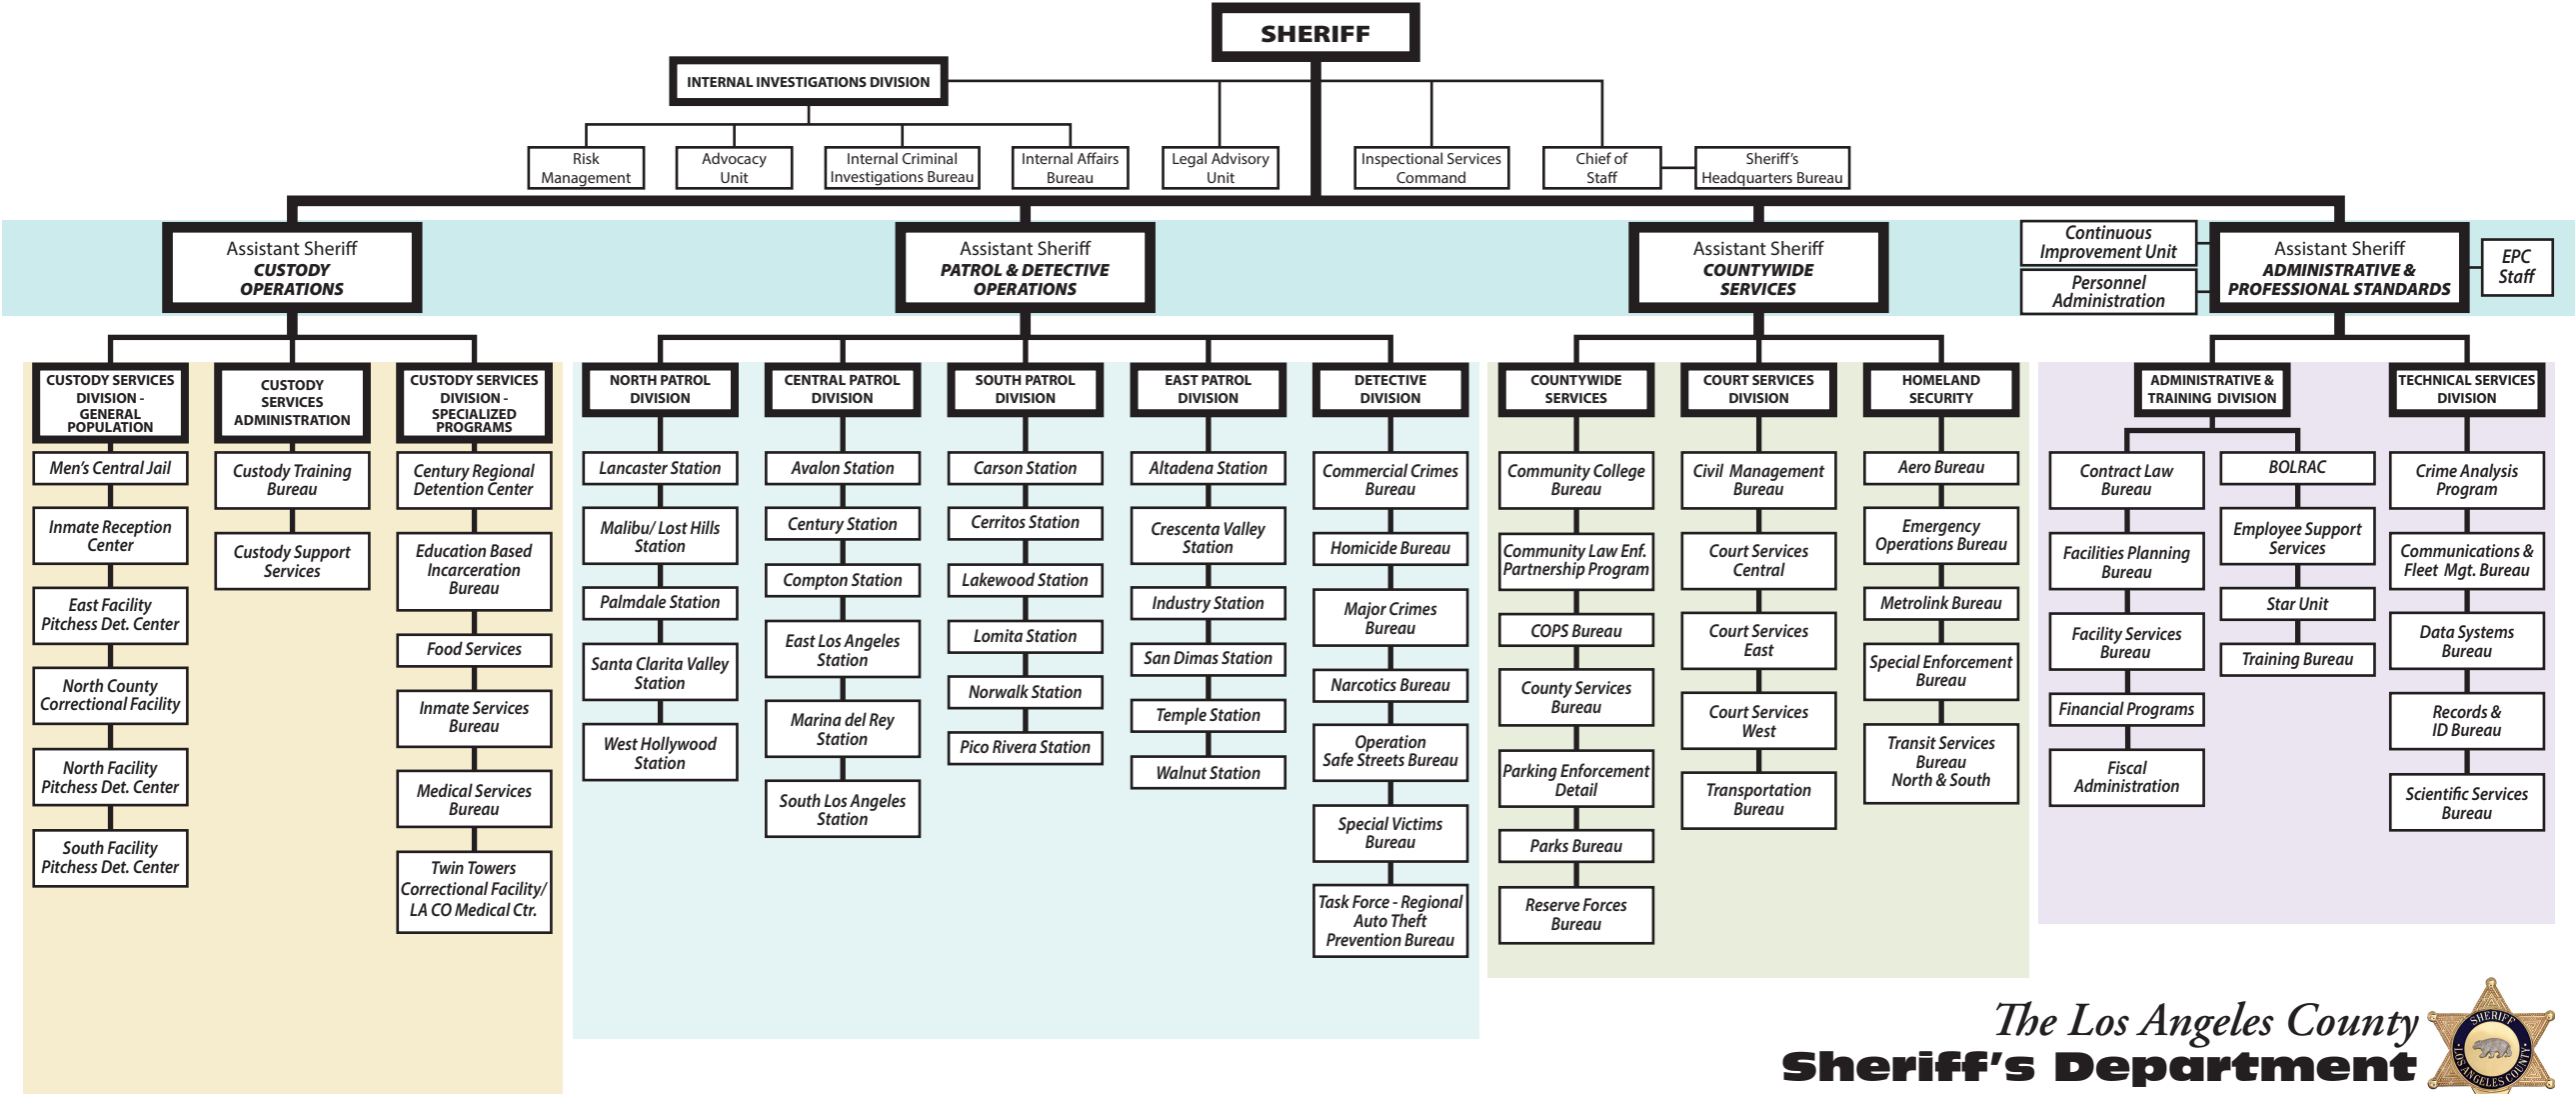 SHERIFF
INTERNAL INVESTIGATIONS DIVISION
Risk
Management
Advocacy
Unit
Internal Criminal
Investigations Bureau
Internal Affairs
Bureau
Legal Advisory
Unit
Inspectional Services
Command
Chief of
Staff
Sheriff's
Headquarters Bureau
Assistant Sheriff
CUSTODY
OPERATIONS
Assistant Sheriff
PATROL & DETECTIVE
OPERATIONS
Assistant Sheriff
COUNTYWIDE
SERVICES
Continuous
Improvement Unit
Personnel
Administration
Assistant Sheriff
ADMINISTRATIVE &
PROFESSIONAL STANDARDS
EPC
Staff
CUSTODY SERVICES
DIVISION -
GENERAL
POPULATION
Men's Central Jail
Inmate Reception
Center
East Facility
Pitchess Det. Center
North County
Correctional Facility
North Facility
Pitchess Det. Center
South Facility
Pitchess Det. Center
CUSTODY
SERVICES
ADMINISTRATION
Custody Training
Bureau
Custody Support
Services
CUSTODY SERVICES
DIVISION -
SPECIALIZED
PROGRAMS
Century Regional
Detention Center
Education Based
Incarceration
Bureau
Food Services
Inmate Services
Bureau
Medical Services
Bureau
Twin Towers
Correctional Facility/
LA CO Medical Ctr.
NORTH PATROL
DIVISION
Lancaster Station
Malibu/ Lost Hills
Station
Palmdale Station
Santa Clarita Valley
Station
West Hollywood
Station
CENTRAL PATROL
DIVISION
Avalon Station
Century Station
Compton Station
East Los Angeles
Station
Marina del Rey
Station
South Los Angeles
Station
SOUTH PATROL
DIVISION
Carson Station
Cerritos Station
Lakewood Station
Lomita Station
Norwalk Station
Pico Rivera Station
EAST PATROL
DIVISION
Altadena Station
Crescenta Valley
Station
Industry Station
San Dimas Station
Temple Station
Walnut Station
DETECTIVE
DIVISION
Commercial Crimes
Bureau
Homicide Bureau
Major Crimes
Bureau
Narcotics Bureau
Operation
Safe Streets Bureau
Special Victims
Bureau
Task Force - Regional
Auto Theft
Prevention Bureau
COUNTYWIDE
SERVICES
Community College
Bureau
Community Law Enf.
Partnership Program
COPS Bureau
County Services
Bureau
Parking Enforcement
Detail
Parks Bureau
Reserve Forces
Bureau
COURT SERVICES
DIVISION
Civil Management
Bureau
Court Services
Central
Court Services
East
Court Services
West
Transportation
Bureau
HOMELAND
SECURITY
Aero Bureau
Emergency
Operations Bureau
Metrolink Bureau
Special Enforcement
Bureau
Transit Services
Bureau
North & South
ADMINISTRATIVE &
TRAINING DIVISION
Contract Law
Bureau
Facilities Planning
Bureau
Facility Services
Bureau
Financial Programs
Fiscal
Administration
BOLRAC
Employee Support
Services
Star Unit
Training Bureau
TECHNICAL SERVICES
DIVISION
Crime Analysis
Program
Communications &
Fleet Mgt. Bureau
Data Systems
Bureau
Records &
ID Bureau
Scientific Services
Bureau
The Los Angeles County
Sheriff's Department
SHERIFF
LOS ANGELES COUNTY